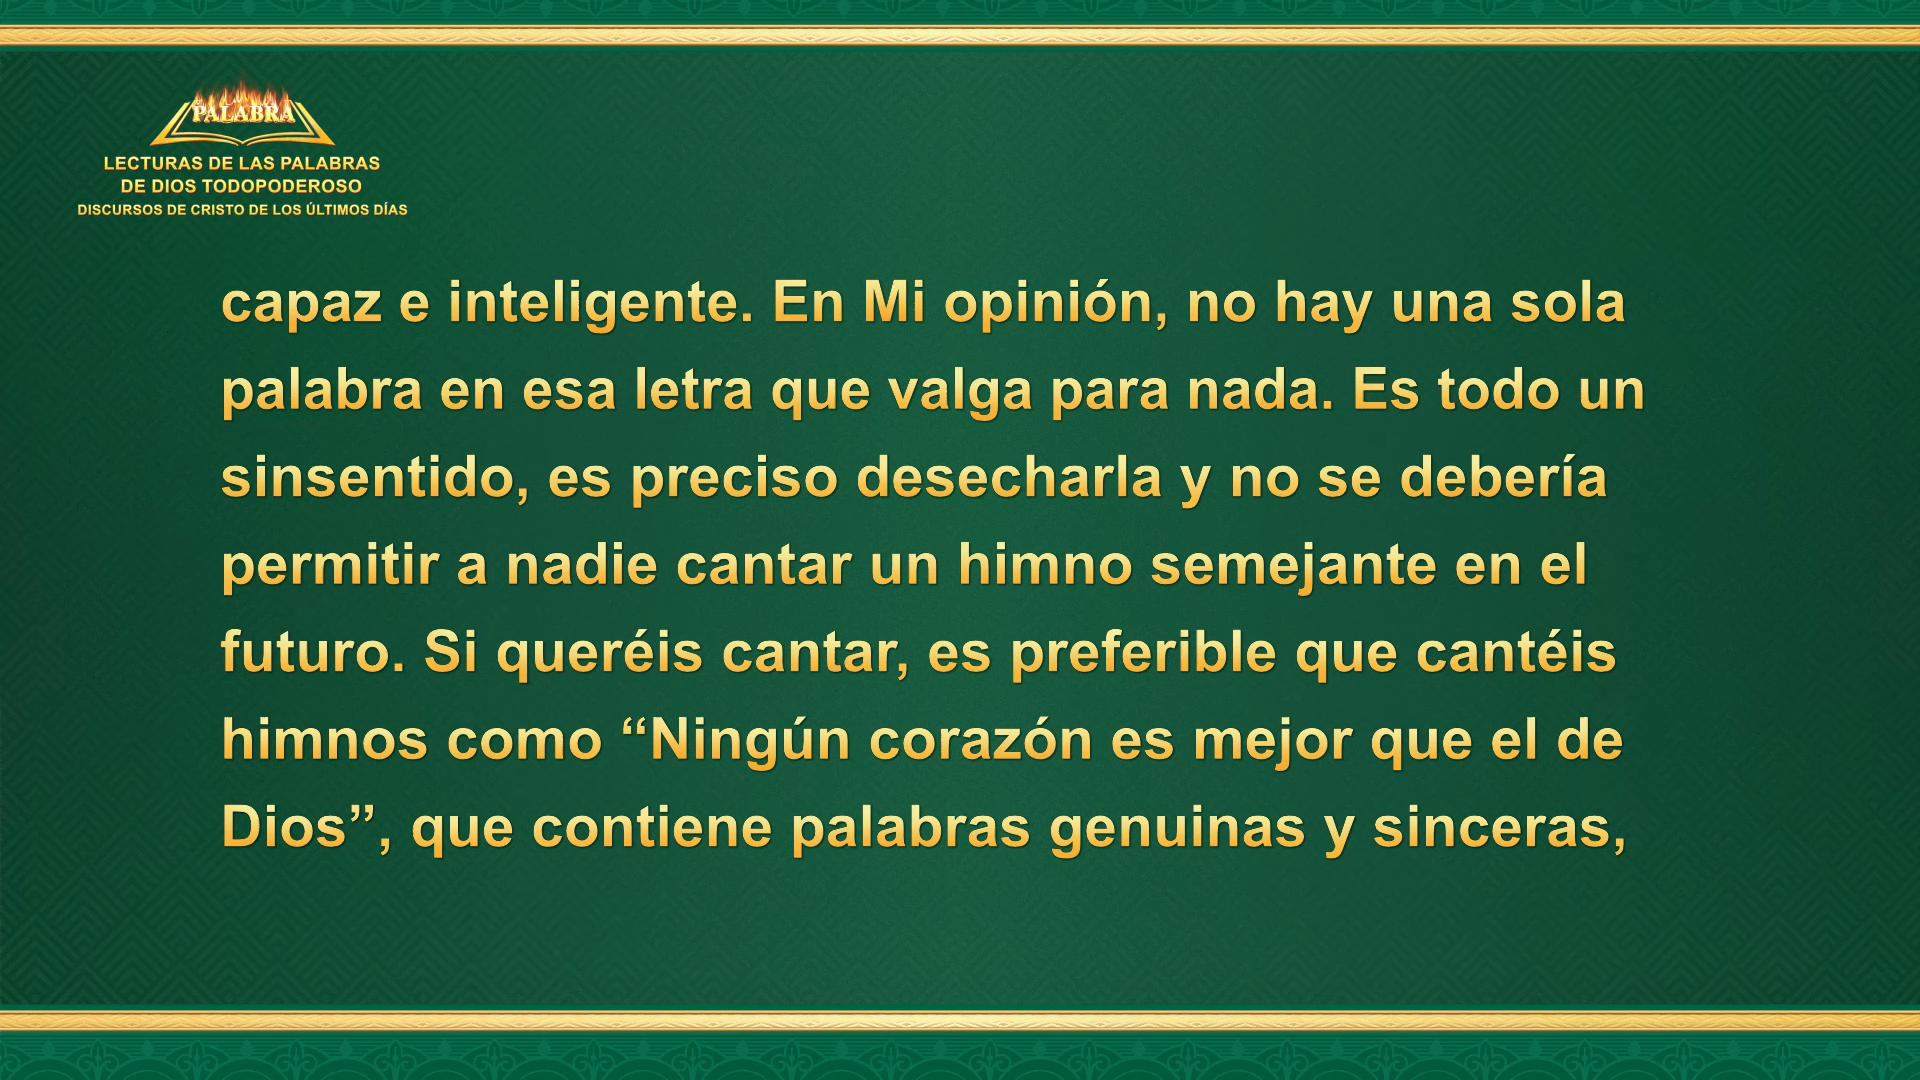 PALABRA
LECTURAS DE LAS PALABRAS
DE DIOS TODOPODEROSO
DISCURSOS DE CRISTO DE LOS ÚLTIMOS DÍAS
capaz e inteligente. En Mi opinión, no hay una sola
palabra en esa letra que valga para nada. Es todo un
sinsentido, es preciso desecharla y no se debería
permitir a nadie cantar un himno semejante en el
futuro. Si queréis cantar, es preferible que cantéis
himnos como “Ningún corazón es mejor que el de
Dios”, que contiene palabras genuinas y sinceras,